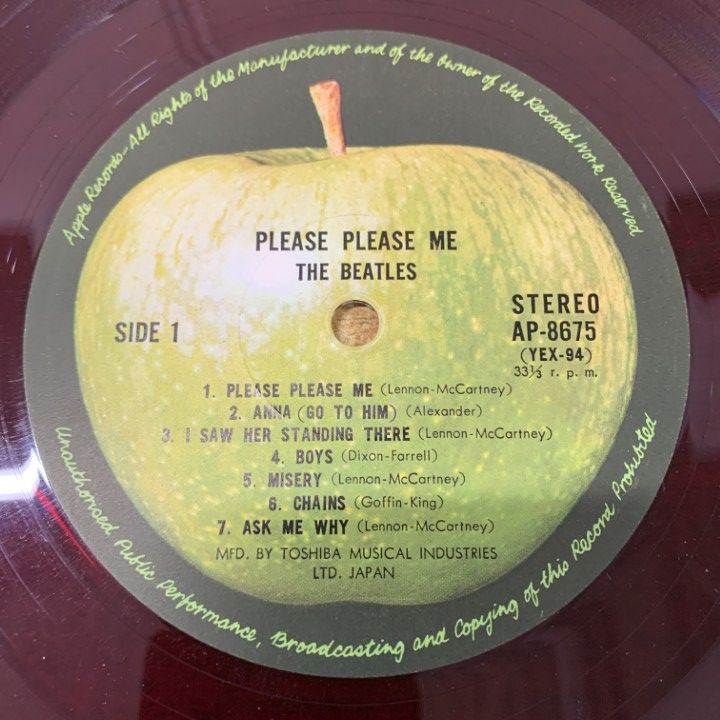 Apple Records-All Rights of the Manufacturer and of the Owner of the Recorded Work Reserved
PLEASE PLEASE ME
THE BEATLES
SIDE 1
STEREO
AP-8675
(YEX-94)
33⅓ r. p. m.
1. PLEASE PLEASE ME (Lennon-McCartney)
2. ANNA (GO TO HIM) (Alexander)
3. I SAW HER STANDING THERE (Lennon-McCartney)
4. BOYS (Dixon-Farrell)
5. MISERY (Lennon-McCartney)
6. CHAINS (Goffin-King)
7. ASK ME WHY (Lennon-McCartney)
MFD. BY TOSHIBA MUSICAL INDUSTRIES
LTD. JAPAN
Unauthorised Public Performance, Broadcasting and Copying of this Record Prohibited